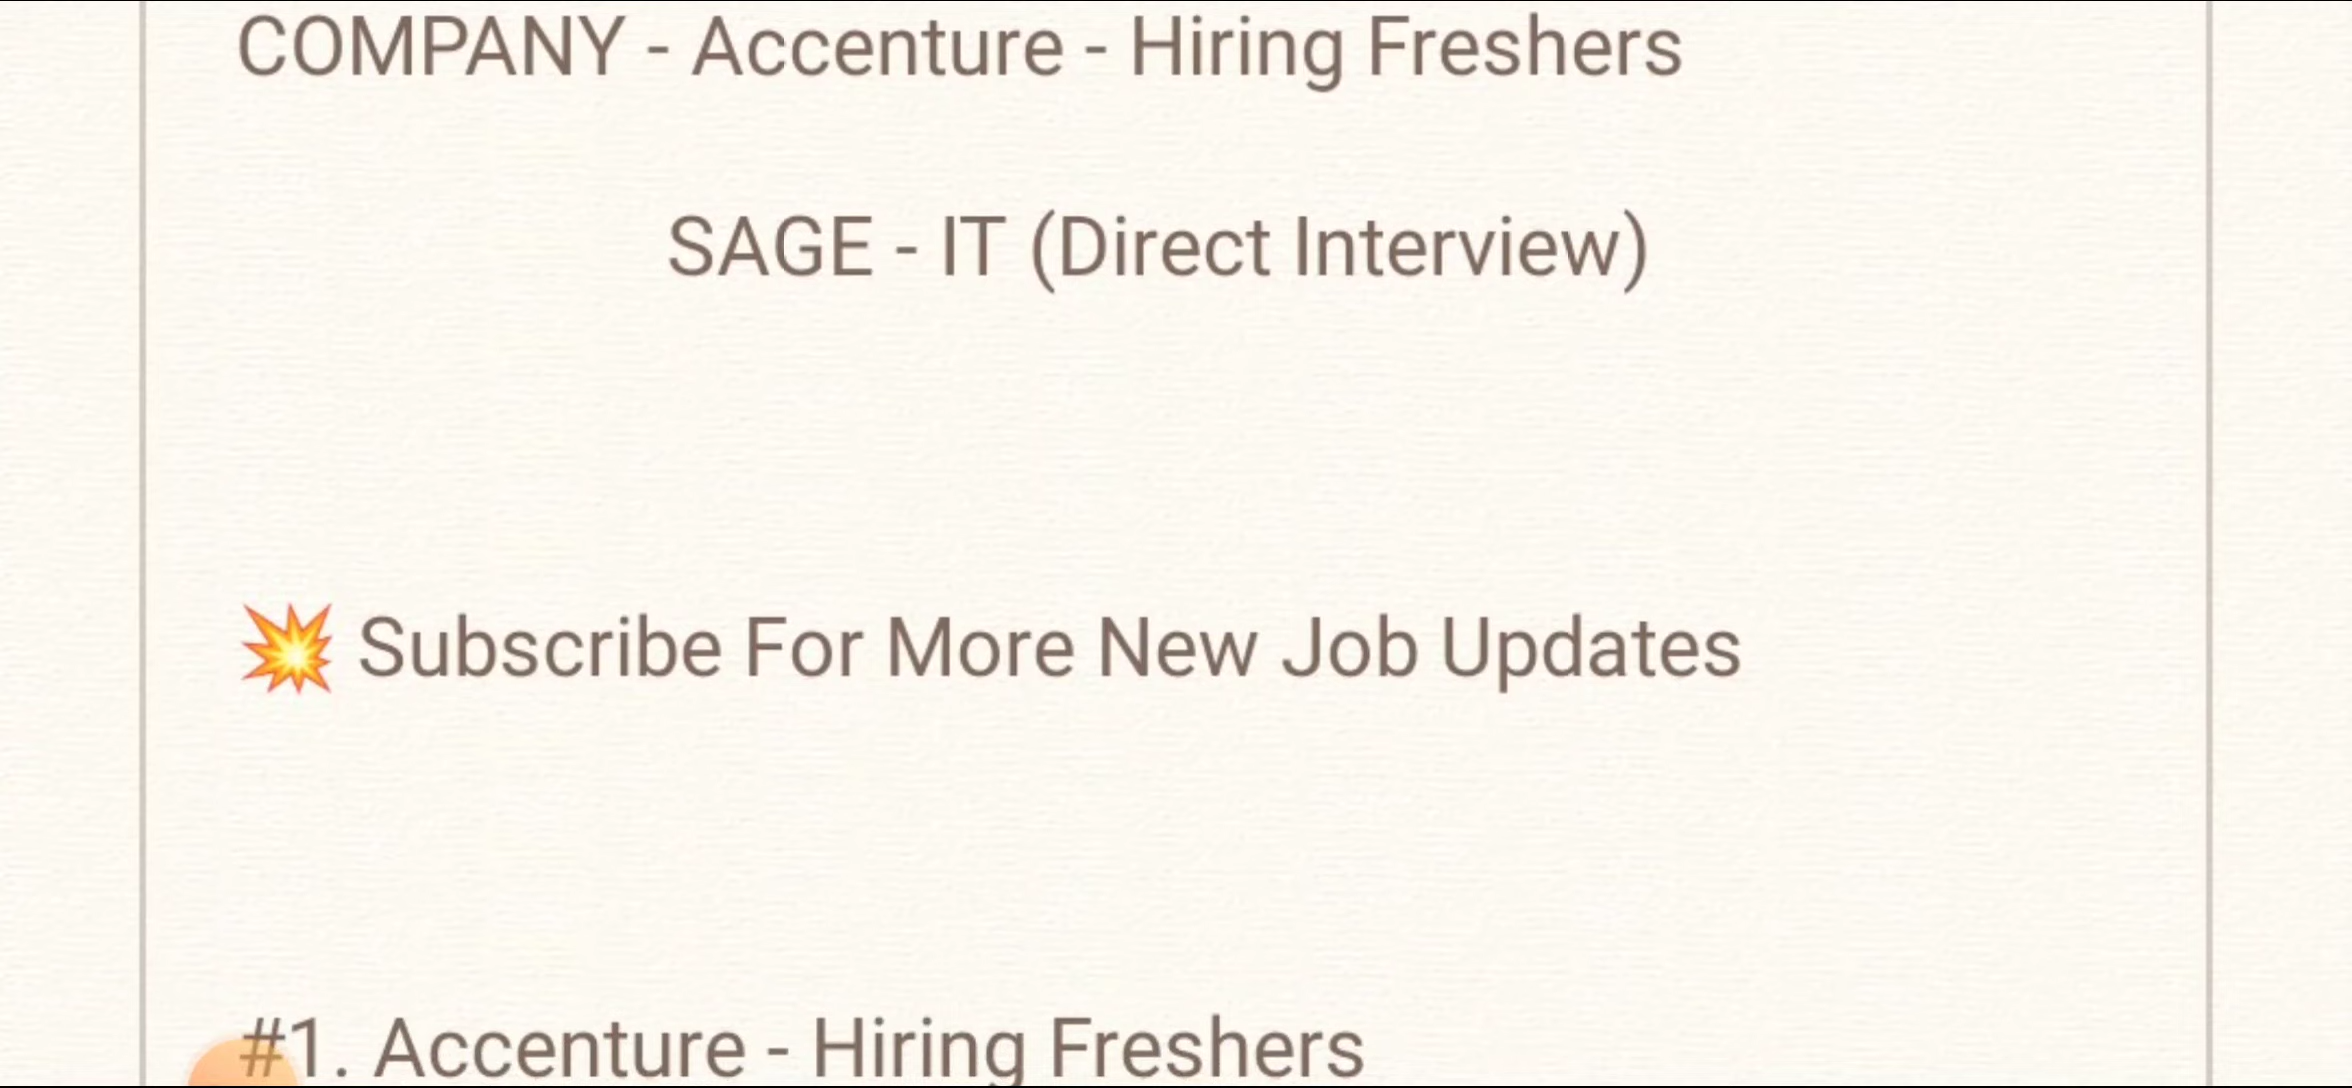 COMPANY - Accenture - Hiring Freshers
SAGE - IT (Direct Interview)
💥 Subscribe For More New Job Updates
#1. Accenture - Hiring Freshers